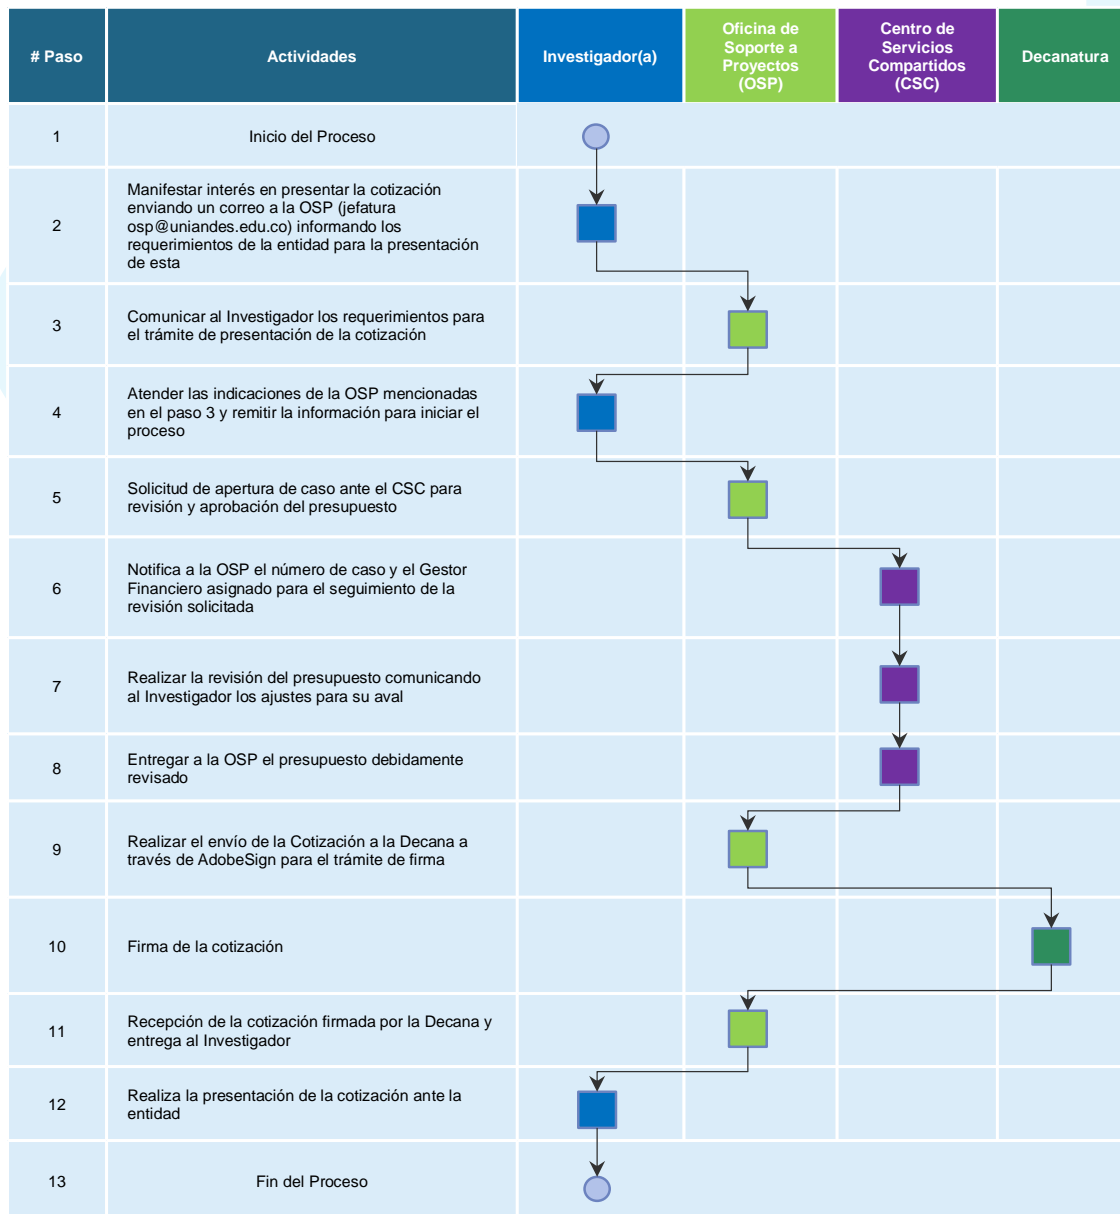 # Paso
Actividades
Investigador(a)
Oficina de
Soporte a
Proyectos
(OSP)
Centro de
Servicios
Compartidos
(CSC)
Decanatura
1
Inicio del Proceso
2
Manifestar interés en presentar la cotización
enviando un correo a la OSP (jefatura
osp@uniandes.edu.co) informando los
requerimientos de la entidad para la presentación
de esta
3
Comunicar al Investigador los requerimientos para
el trámite de presentación de la cotización
4
Atender las indicaciones de la OSP mencionadas
en el paso 3 y remitir la información para iniciar el
proceso
5
Solicitud de apertura de caso ante el CSC para
revisión y aprobación del presupuesto
6
Notifica a la OSP el número de caso y el Gestor
Financiero asignado para el seguimiento de la
revisión solicitada
7
Realizar la revisión del presupuesto comunicando
al Investigador los ajustes para su aval
8
Entregar a la OSP el presupuesto debidamente
revisado
9
Realizar el envío de la Cotización a la Decana a
través de AdobeSign para el trámite de firma
10
Firma de la cotización
11
Recepción de la cotización firmada por la Decana y
entrega al Investigador
12
Realiza la presentación de la cotización ante la
entidad
13
Fin del Proceso